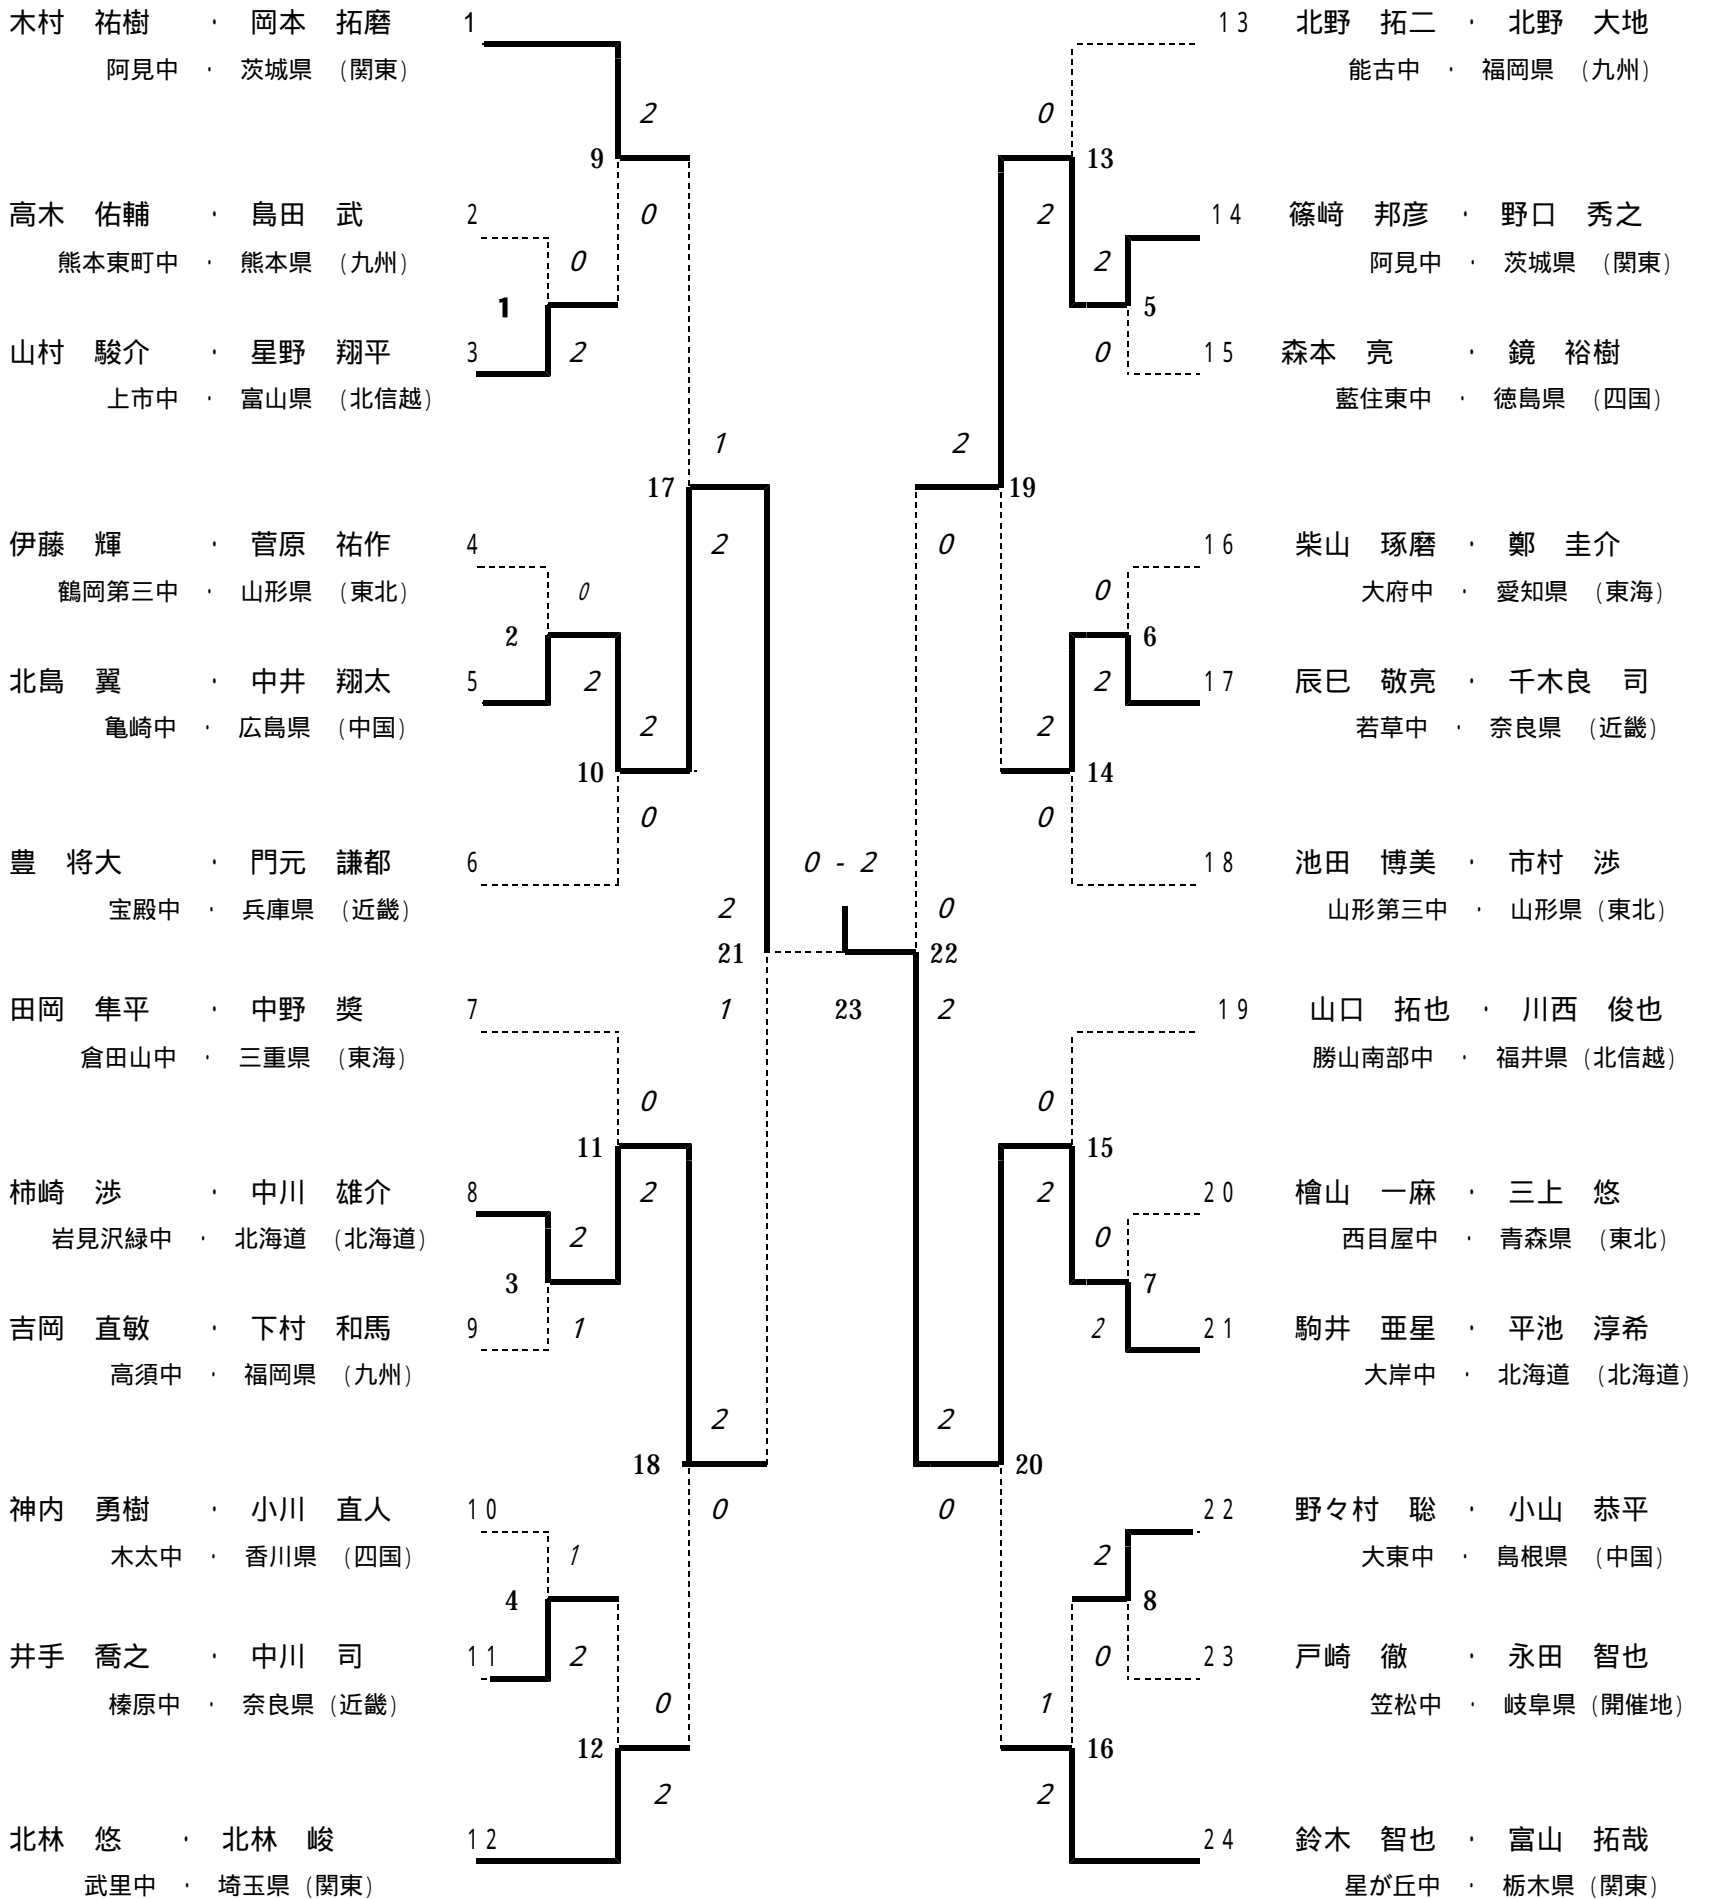 木村　祐樹　・　岡本　拓磨　1
阿見中　・　茨城県　(関東)
2
9
高木　佑輔　・　島田　武　2
0
熊本東町中　・　熊本県　(九州)
0
1
山村　駿介　・　星野　翔平　3
2
上市中　・　富山県　(北信越)
1
17
伊藤　輝　・　菅原　祐作　4
2
鶴岡第三中　・　山形県　(東北)
0
2
北島　翼　・　中井　翔太　5
2
亀崎中　・　広島県　(中国)
2
10
0
豊　将大　・　門元　謙都　6
宝殿中　・　兵庫県　(近畿)
2
21
田岡　隼平　・　中野　奨　7
1
倉田山中　・　三重県　(東海)
0
11
柿崎　渉　・　中川　雄介　8
2
岩見沢緑中　・　北海道　(北海道)
2
3
吉岡　直敏　・　下村　和馬　9
1
高須中　・　福岡県　(九州)
2
18
神内　勇樹　・　小川　直人　10
0
木太中　・　香川県　(四国)
1
4
井手　喬之　・　中川　司　11
2
榛原中　・　奈良県　(近畿)
0
12
2
北林　悠　・　北林　峻　12
武里中　・　埼玉県　(関東)
0 - 2
23
13　北野　拓二　・　北野　大地
能古中　・　福岡県　(九州)
0
13
14　篠﨑　邦彦　・　野口　秀之
2
阿見中　・　茨城県　(関東)
2
5
15　森本　亮　・　鏡　裕樹
0
藍住東中　・　徳島県　(四国)
2
19
16　柴山　琢磨　・　鄭　圭介
0
大府中　・　愛知県　(東海)
0
6
17　辰巳　敬亮　・　千木良　司
2
若草中　・　奈良県　(近畿)
2
14
0
18　池田　博美　・　市村　渉
山形第三中　・　山形県　(東北)
0
22
19　山口　拓也　・　川西　俊也
2
勝山南部中　・　福井県　(北信越)
0
15
20　檜山　一麻　・　三上　悠
2
西目屋中　・　青森県　(東北)
0
7
21　駒井　亜星　・　平池　淳希
2
大岸中　・　北海道　(北海道)
2
20
22　野々村　聡　・　小山　恭平
0
大東中　・　島根県　(中国)
2
8
23　戸崎　徹　・　永田　智也
0
笠松中　・　岐阜県　(開催地)
1
16
2
24　鈴木　智也　・　富山　拓哉
星が丘中　・　栃木県　(関東)